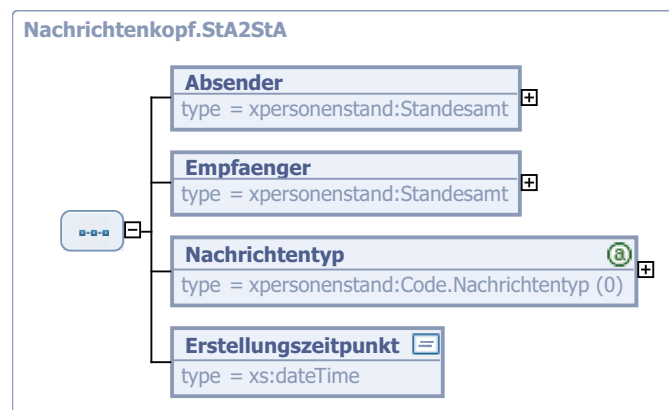 Nachrichtenkopf.StA2StA
Absender
type = xpersonenstand:Standesamt
Empfaenger
type = xpersonenstand:Standesamt
Nachrichtentyp
a
type = xpersonenstand:Code.Nachrichtentyp (0)
Erstellungszeitpunkt
type = xs:dateTime